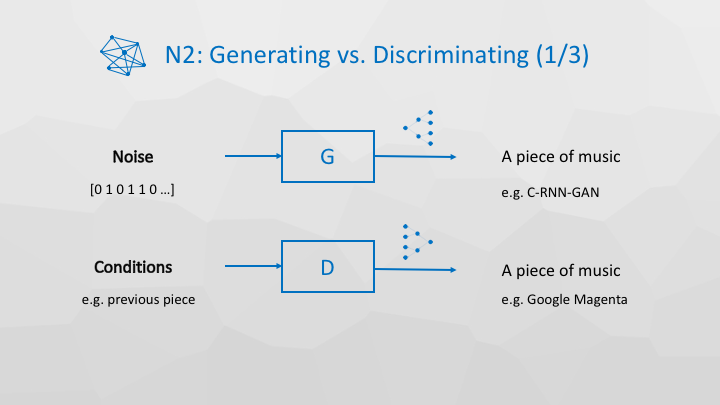 N2: Generating vs. Discriminating (1/3)
Noise
[0 1 0 1 1 0 …]
G
A piece of music
e.g. C-RNN-GAN
Conditions
e.g. previous piece
D
A piece of music
e.g. Google Magenta